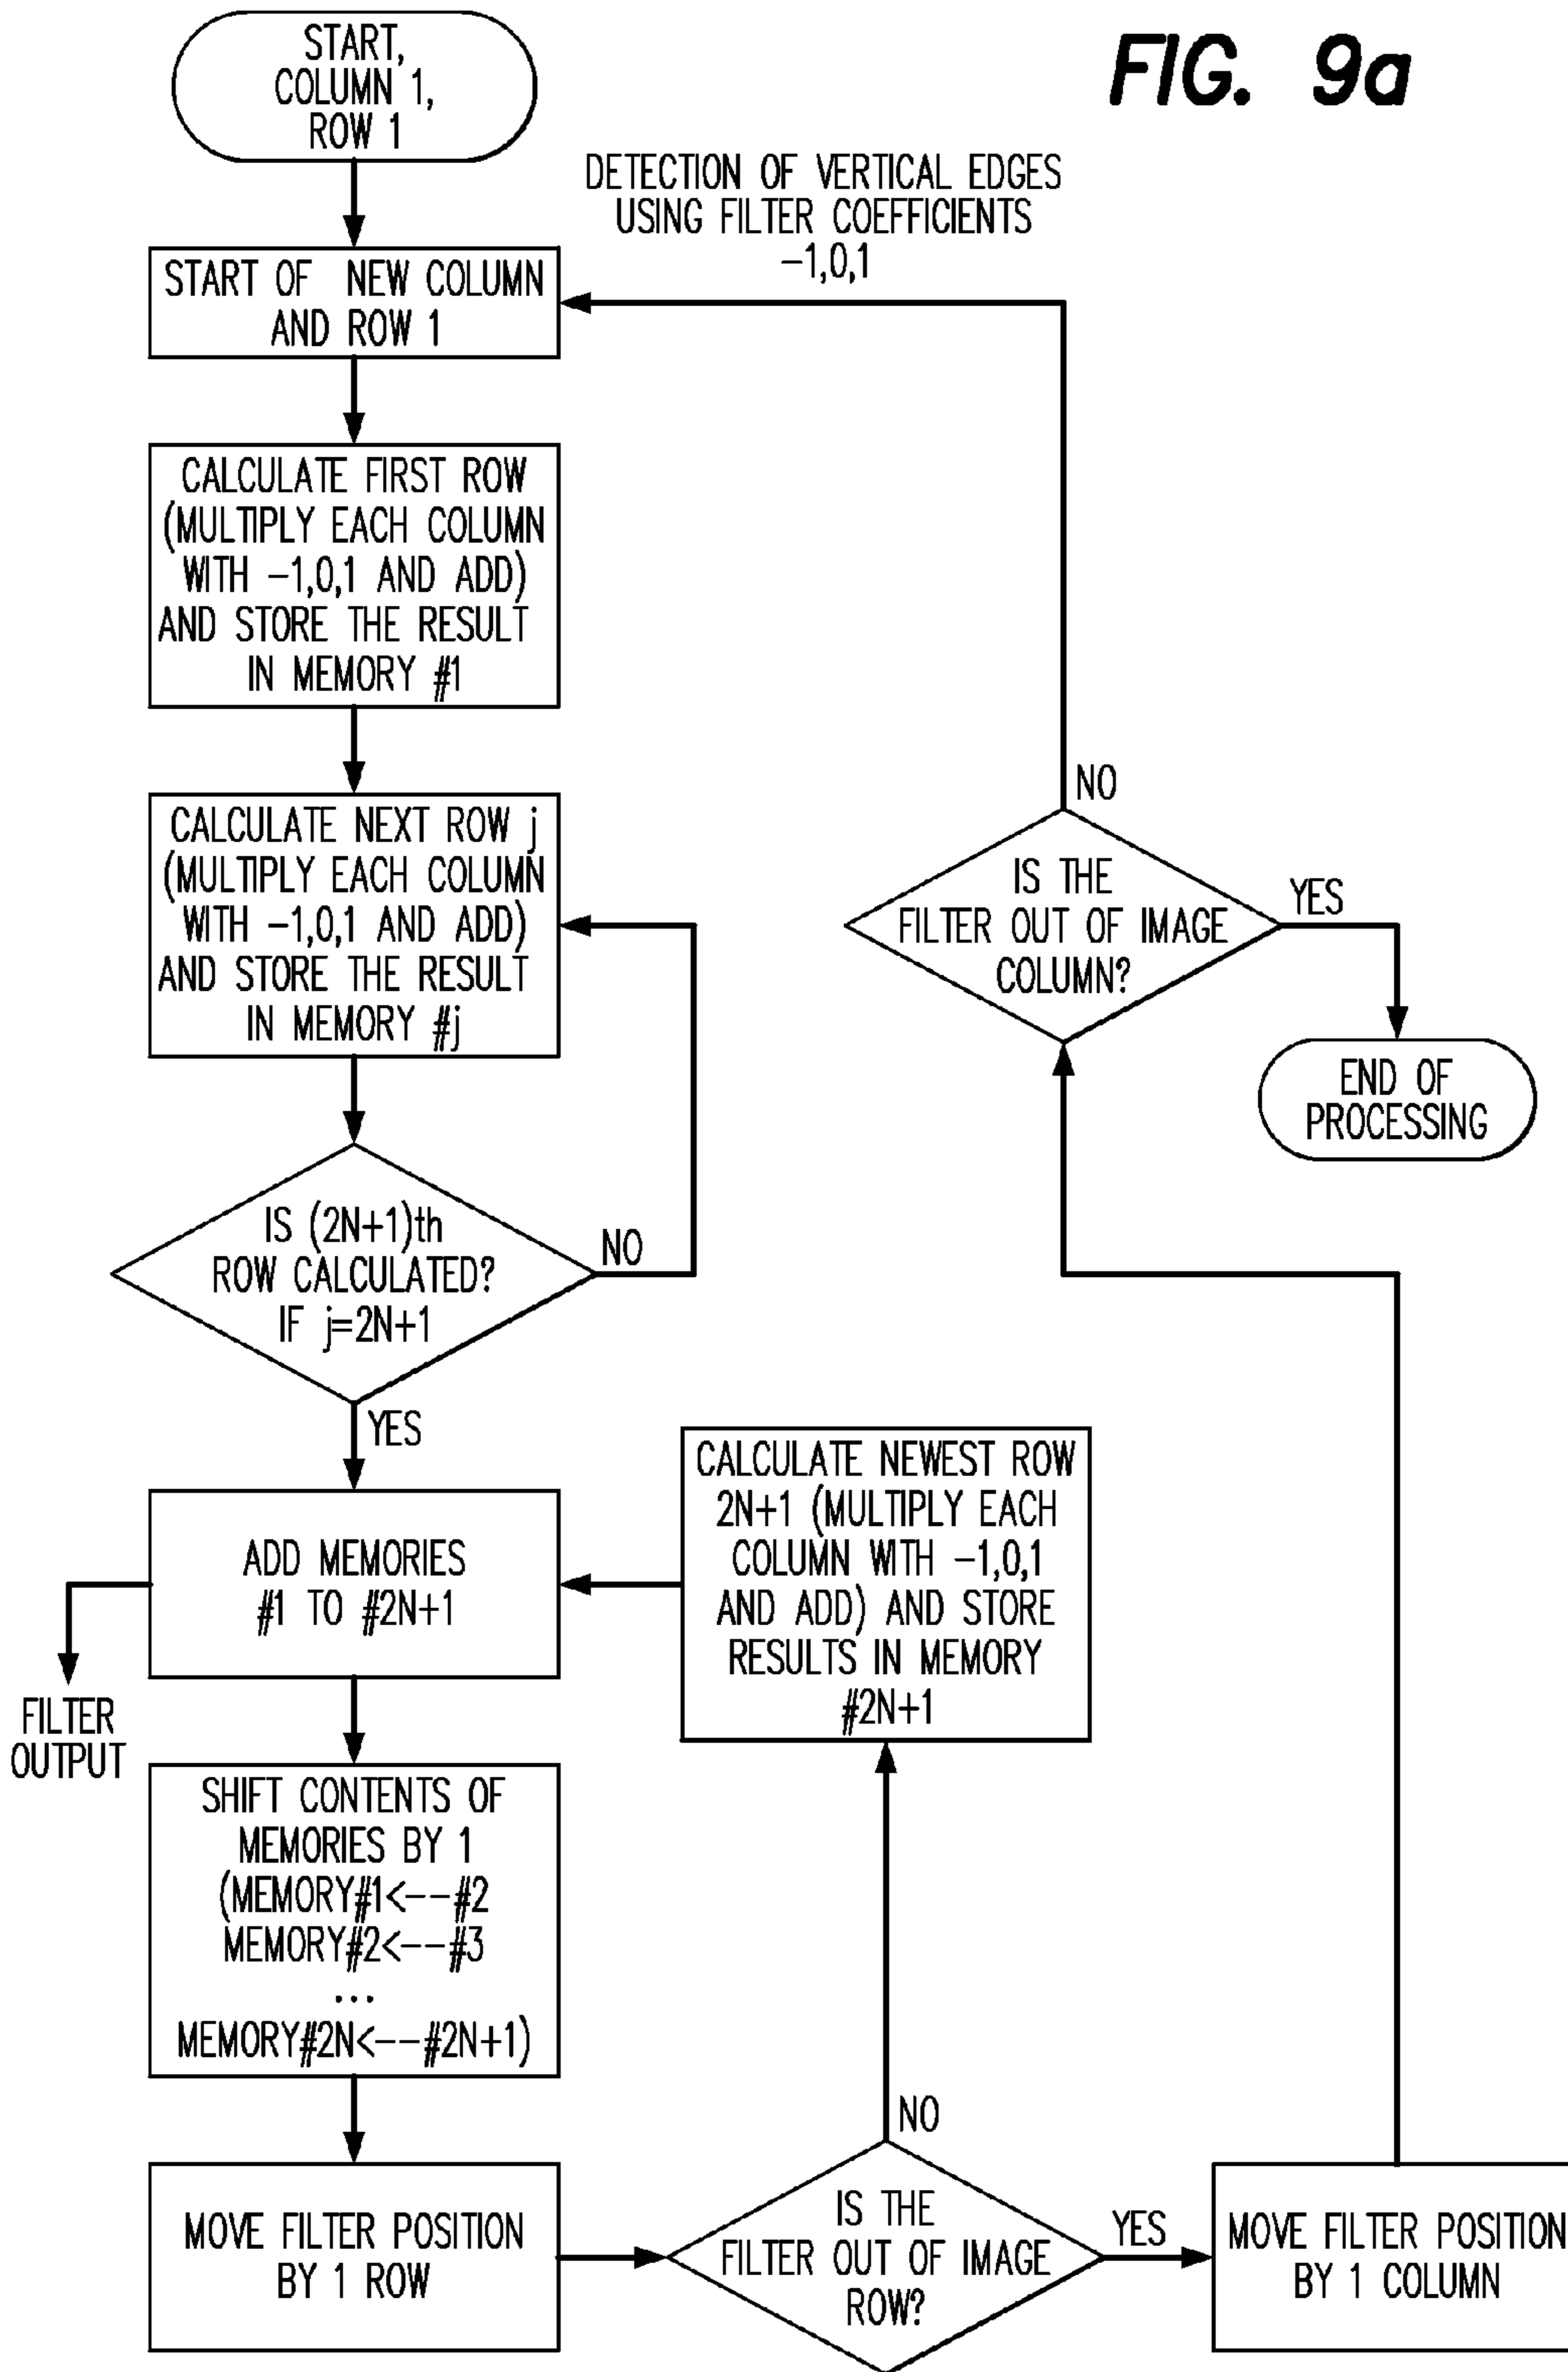 FIG. 9a
START,
COLUMN 1,
ROW 1
DETECTION OF VERTICAL EDGES
USING FILTER COEFFICIENTS
-1,0,1
START OF NEW COLUMN
AND ROW 1
CALCULATE FIRST ROW
(MULTIPLY EACH COLUMN
WITH -1,0,1 AND ADD)
AND STORE THE RESULT
IN MEMORY #1
CALCULATE NEXT ROW j
(MULTIPLY EACH COLUMN
WITH -1,0,1 AND ADD)
AND STORE THE RESULT
IN MEMORY #j
NO
IS THE
FILTER OUT OF IMAGE
COLUMN?
YES
END OF
PROCESSING
IS (2N+1)th
ROW CALCULATED?
IF j=2N+1
NO
YES
ADD MEMORIES
#1 TO #2N+1
CALCULATE NEWEST ROW
2N+1 (MULTIPLY EACH
COLUMN WITH -1,0,1
AND ADD) AND STORE
RESULTS IN MEMORY
#2N+1
FILTER
OUTPUT
SHIFT CONTENTS OF
MEMORIES BY 1
(MEMORY#1<--#2
MEMORY#2<--#3
...
MEMORY#2N<--#2N+1)
NO
MOVE FILTER POSITION
BY 1 ROW
IS THE
FILTER OUT OF IMAGE
ROW?
YES
MOVE FILTER POSITION
BY 1 COLUMN